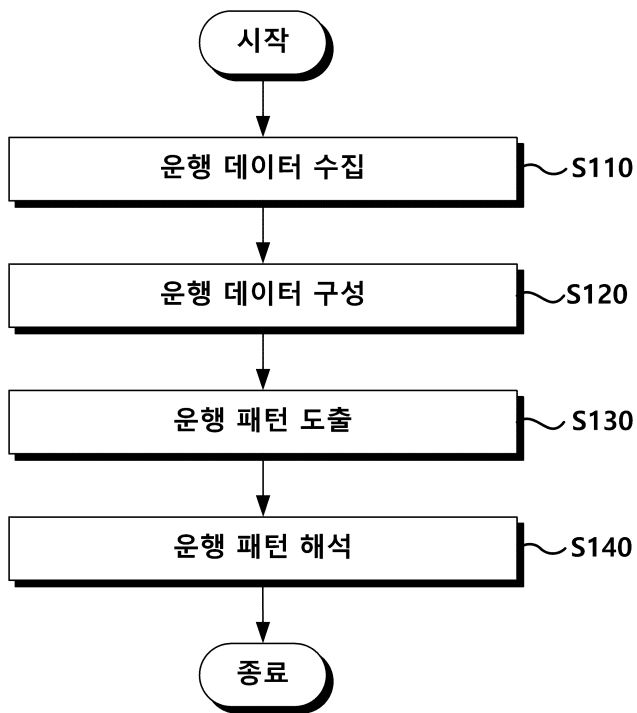 시작
운행 데이터 수집 S110
운행 데이터 구성 S120
운행 패턴 도출 S130
운행 패턴 해석 S140
종료